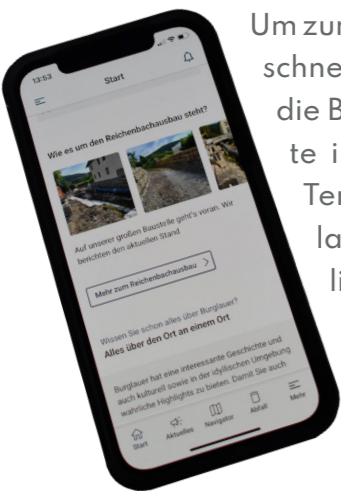 13:53
Start
Wie es um den Reichenbachausbau steht?
Auf unserer großen Baustelle geht's voran. Wir
berichten den aktuellen Stand
Mehr zum Reichenbachausbau
Wissen Sie schon alles über Burglauer?
Alles über den Ort an einem Ort
Burglauer hat eine interessante Geschichte und
auch kulturell sowie in der idyllischen Umgebung
wahrliche Highlights zu bieten. Damit Sie auch
Start
Aktuelles
Navigator
Abfall
Mehr
Um zur
schne
die B
te i
Ter
la
li